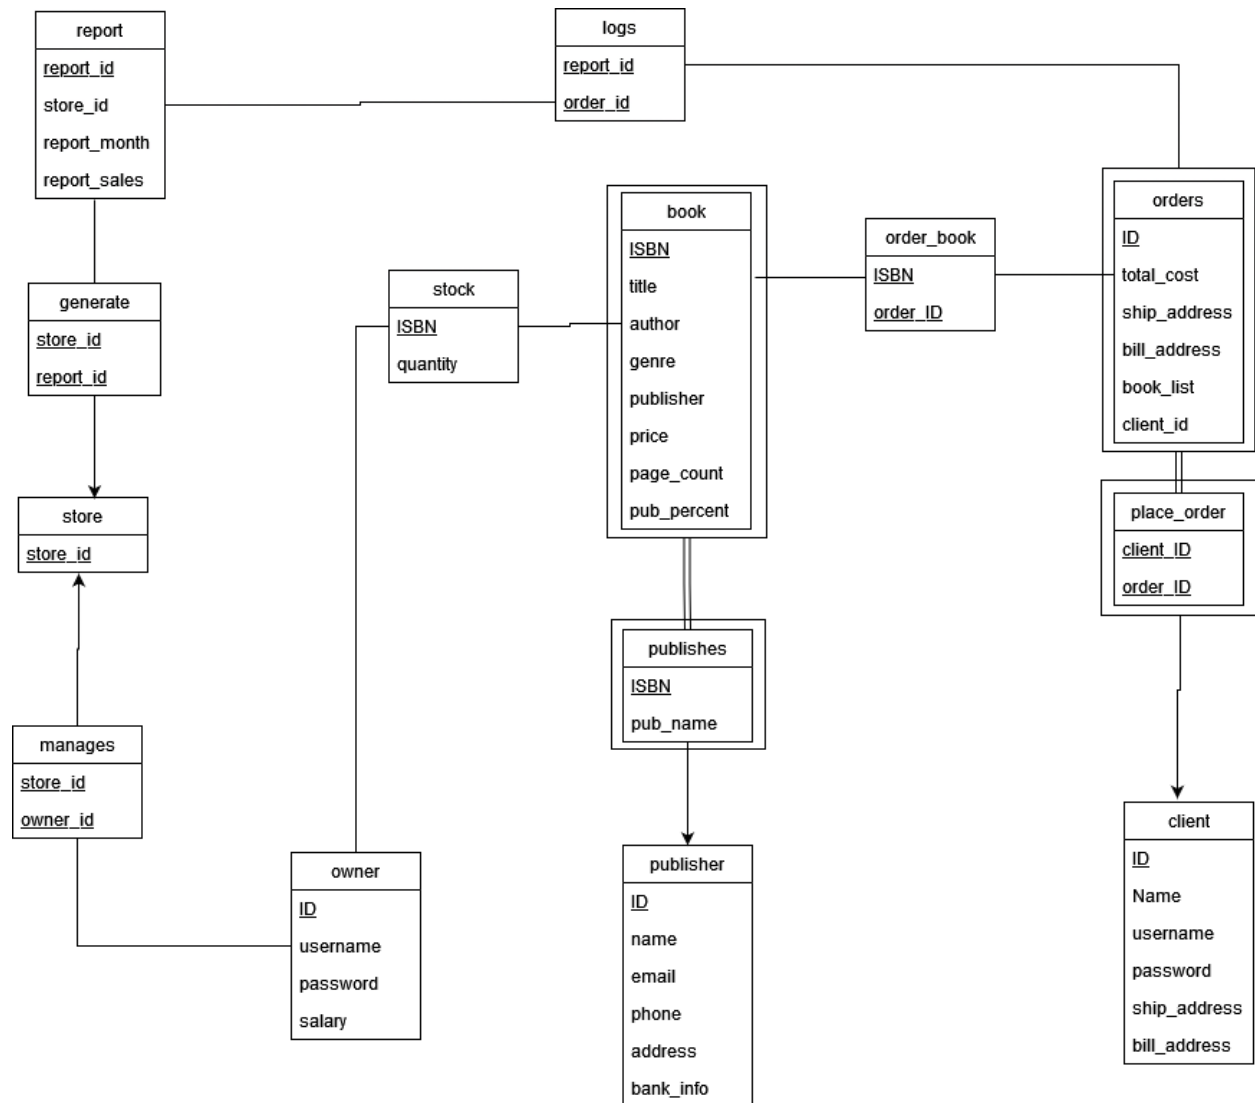 report
report_id
store_id
report_month
report_sales
logs
report_id
order_id
generate
store_id
report_id
stock
ISBN
quantity
book
ISBN
title
author
genre
publisher
price
page_count
pub_percent
order_book
ISBN
order_ID
orders
ID
total_cost
ship_address
bill_address
book_list
client_id
store
store_id
place_order
client_ID
order_ID
publishes
ISBN
pub_name
manages
store_id
owner_id
owner
ID
username
password
salary
publisher
ID
name
email
phone
address
bank_info
client
ID
Name
username
password
ship_address
bill_address